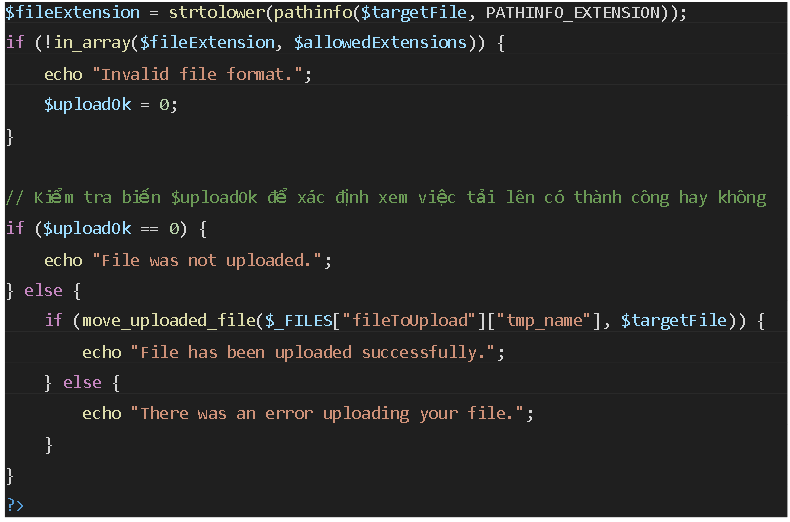 $fileExtension = strtolower(pathinfo($targetFile, PATHINFO_EXTENSION));
if (!in_array($fileExtension, $allowedExtensions)) {
    echo "Invalid file format.";
    $uploadOk = 0;
}

// Kiểm tra biến $uploadOk để xác định xem việc tải lên có thành công hay không
if ($uploadOk == 0) {
    echo "File was not uploaded.";
} else {
    if (move_uploaded_file($_FILES["fileToUpload"]["tmp_name"], $targetFile)) {
        echo "File has been uploaded successfully.";
    } else {
        echo "There was an error uploading your file.";
    }
}
?>